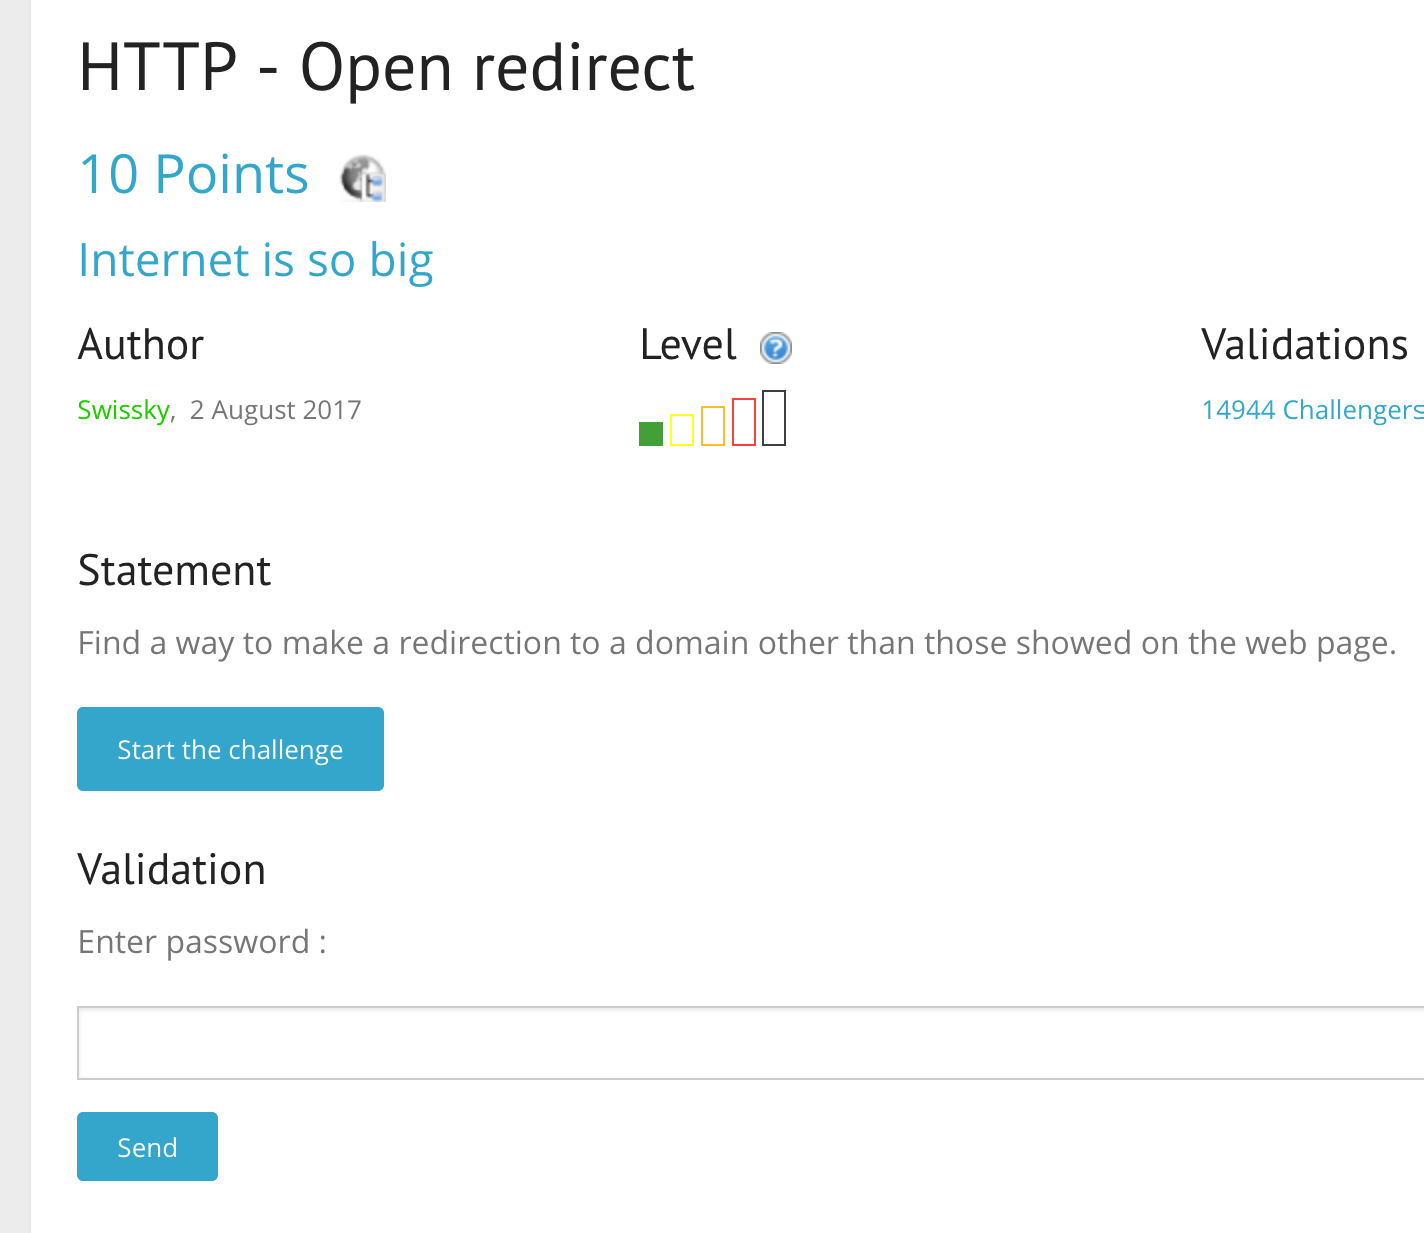 HTTP - Open redirect
10 Points
Internet is so big
Author
Level ?
Validations
Swissky, 2 August 2017
14944 Challengers
Statement
Find a way to make a redirection to a domain other than those showed on the web page.
Start the challenge
Validation
Enter password :
Send